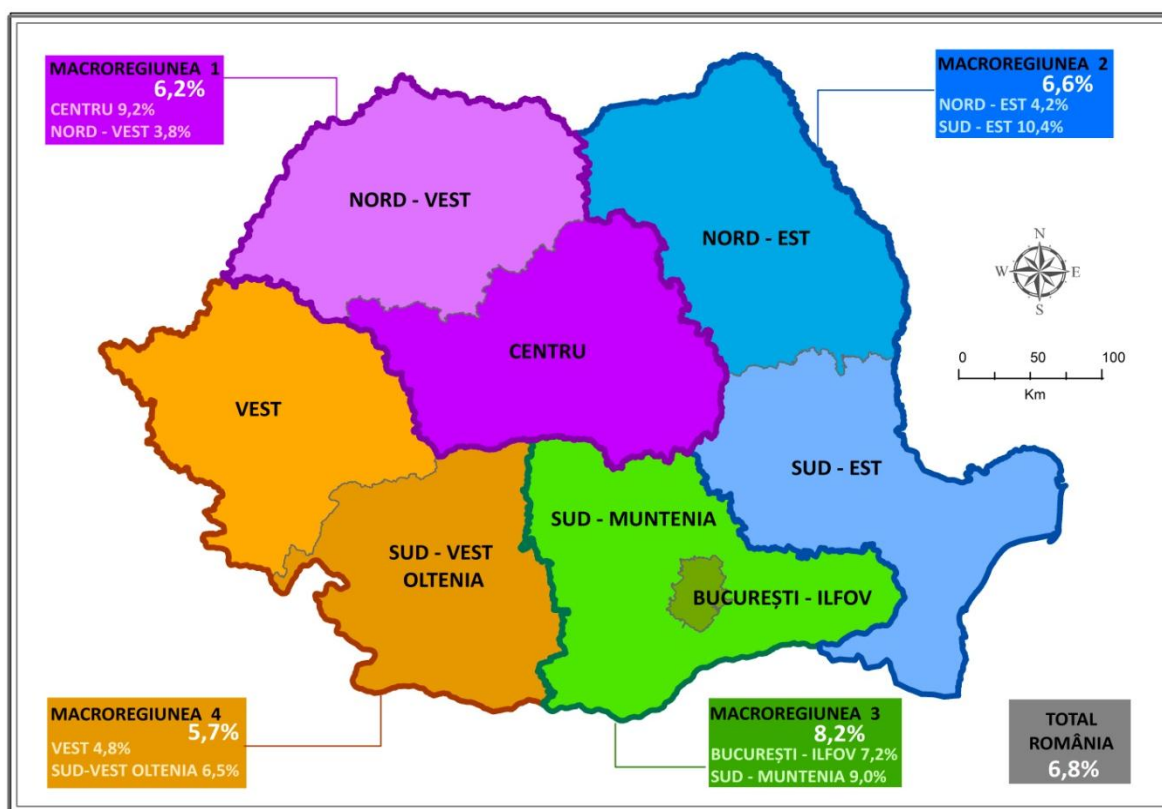 MACROREGIUNEA 1
6,2%
CENTRU 9,2%
NORD - VEST 3,8%
MACROREGIUNEA 2
6,6%
NORD - EST 4,2%
SUD - EST 10,4%
NORD - VEST
NORD - EST
N
W E
S
CENTRU
0 50 100
Km
VEST
SUD - EST
SUD - MUNTENIA
SUD - VEST
OLTENIA
BUCUREȘTI - ILFOV
MACROREGIUNEA 4
5,7%
VEST 4,8%
SUD-VEST OLTENIA 6,5%
MACROREGIUNEA 3
8,2%
BUCUREȘTI - ILFOV 7,2%
SUD - MUNTENIA 9,0%
TOTAL
ROMÂNIA
6,8%